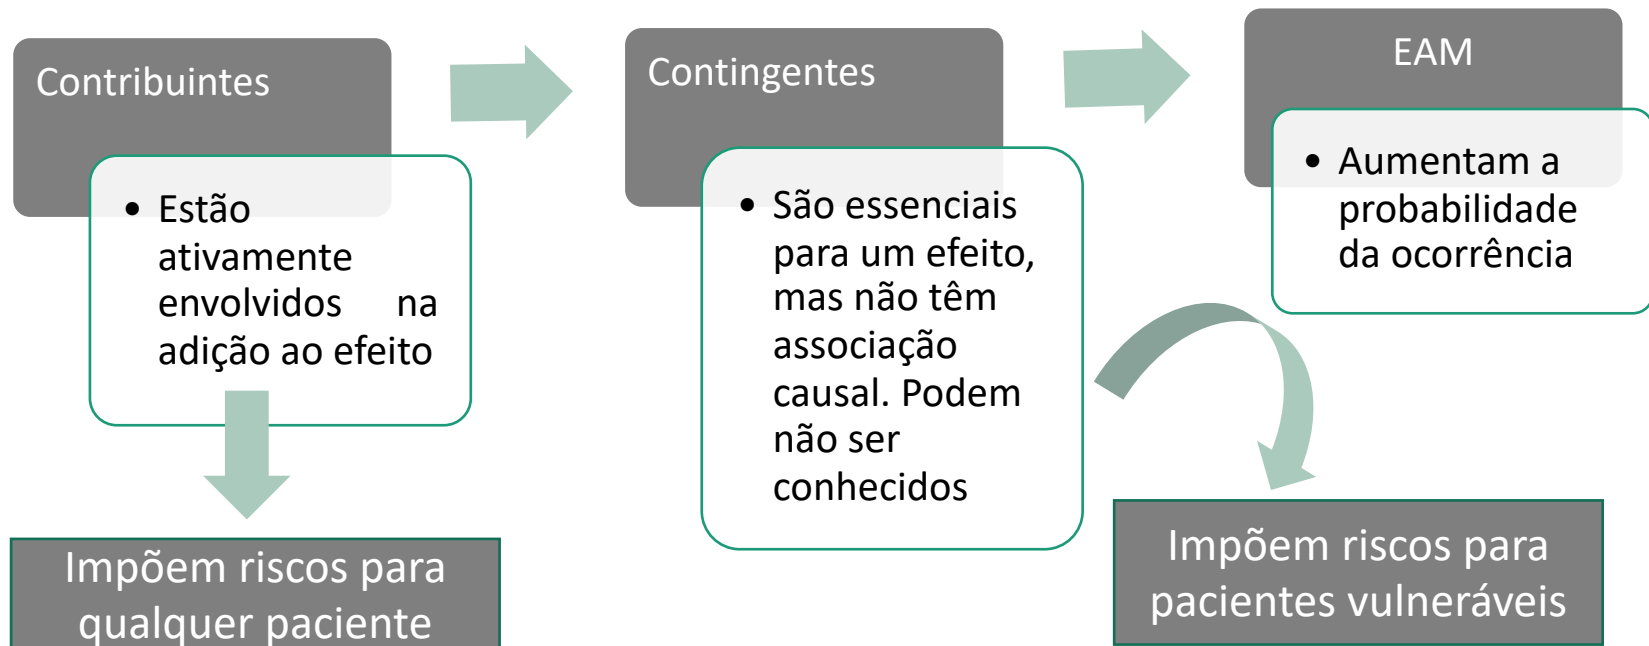 Contribuintes
• Estão
ativamente
envolvidos na
adição ao efeito
Impõem riscos para
qualquer paciente
Contingentes
• São essenciais
para um efeito,
mas não têm
associação
causal. Podem
não ser
conhecidos
EAM
• Aumentam a
probabilidade
da ocorrência
Impõem riscos para
pacientes vulneráveis